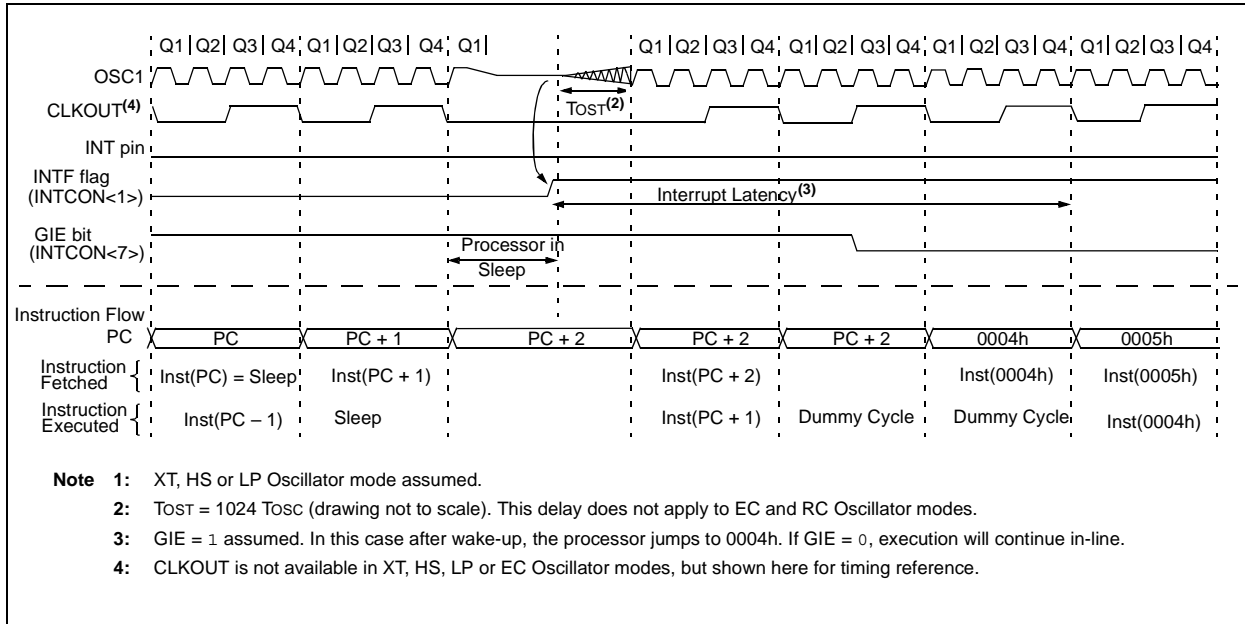 Q1 Q2 Q3 Q4 Q1 Q2 Q3 Q4 Q1 Q1 Q2 Q3 Q4 Q1 Q2 Q3 Q4 Q1 Q2 Q3 Q4 Q1 Q2 Q3 Q4
OSC1
TOST(2)
CLKOUT(4)
INT pin
INTF flag
(INTCON<1>)
Interrupt Latency(3)
GIE bit
(INTCON<7>)
Processor in
Sleep
Instruction Flow
PC PC PC + 1 PC + 2 PC + 2 PC + 2 0004h 0005h
Instruction
Fetched
Inst(PC) = Sleep Inst(PC + 1) Inst(PC + 2) Inst(0004h) Inst(0005h)
Instruction
Executed
Inst(PC – 1) Sleep Inst(PC + 1) Dummy Cycle Dummy Cycle Inst(0004h)
Note 1: XT, HS or LP Oscillator mode assumed.
2: TOST = 1024 TOSC (drawing not to scale). This delay does not apply to EC and RC Oscillator modes.
3: GIE = 1 assumed. In this case after wake-up, the processor jumps to 0004h. If GIE = 0, execution will continue in-line.
4: CLKOUT is not available in XT, HS, LP or EC Oscillator modes, but shown here for timing reference.